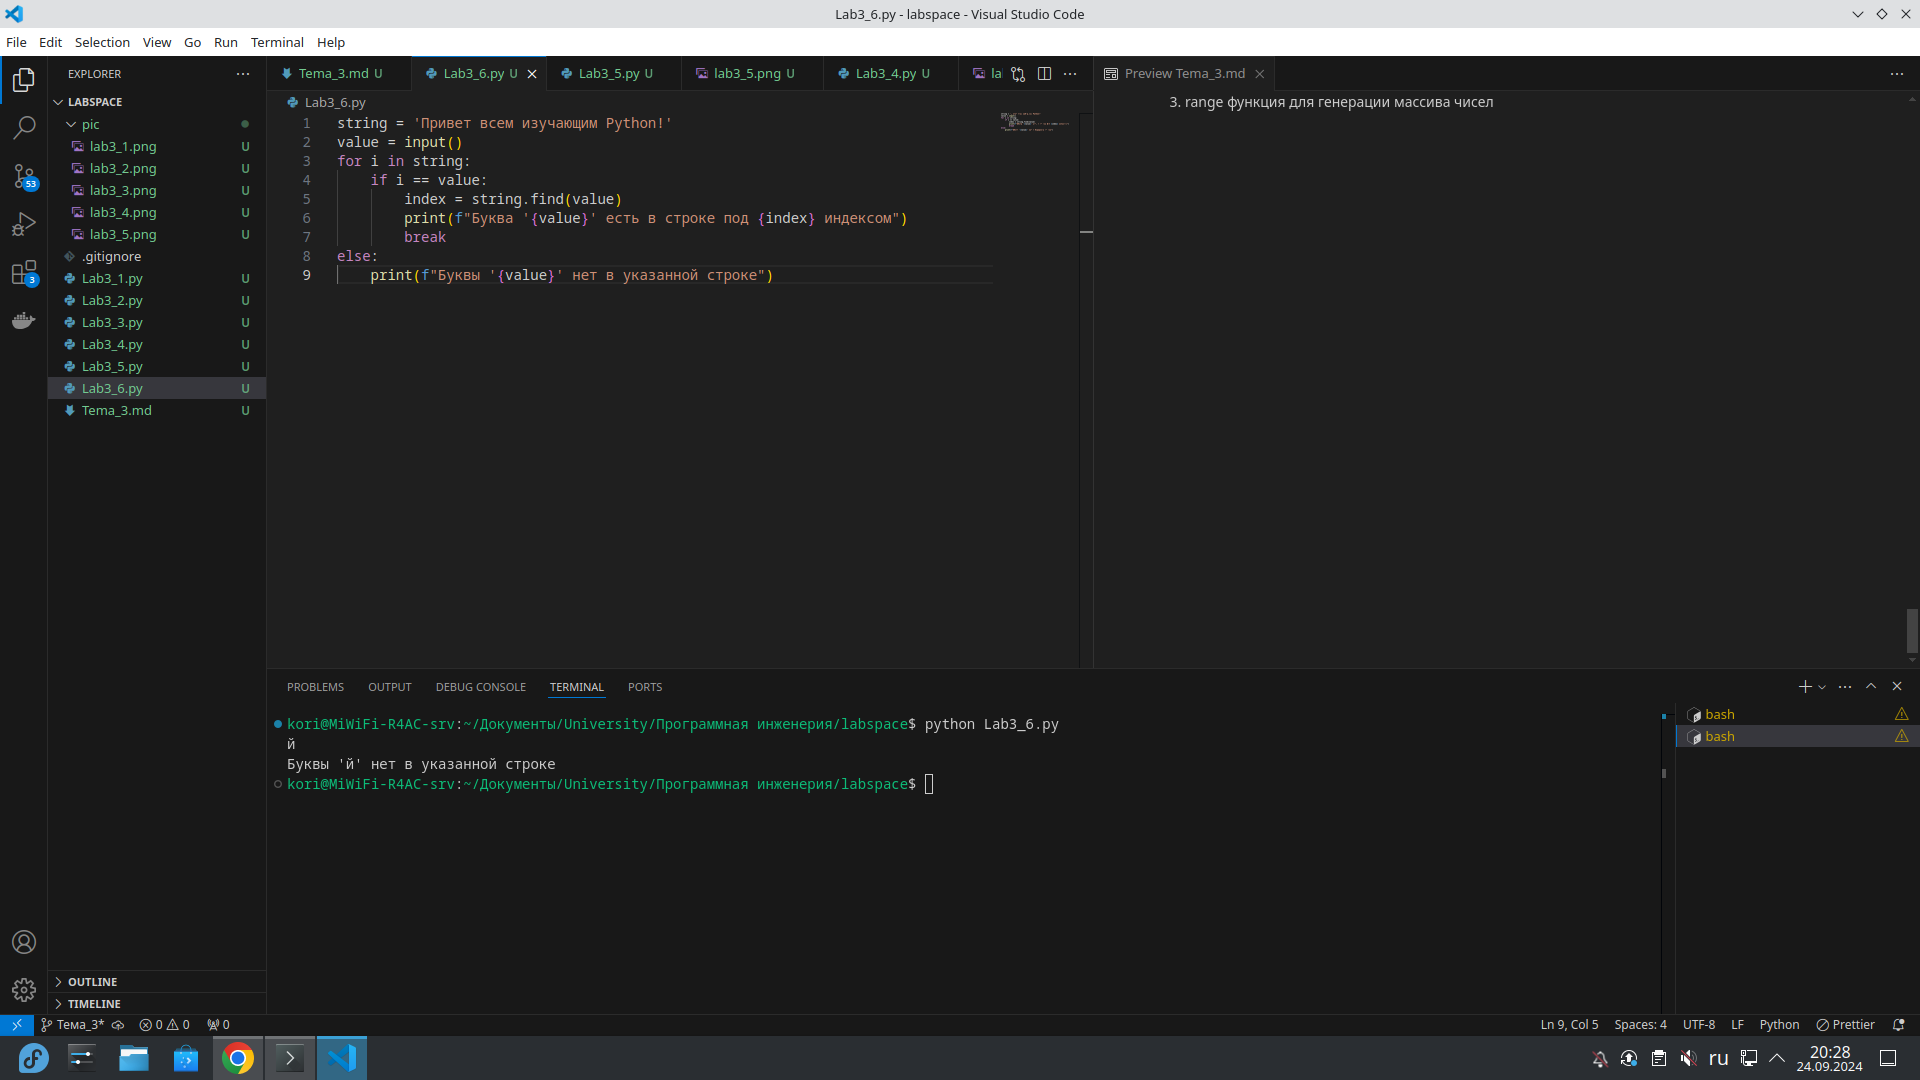 Lab3_6.py - labspace - Visual Studio Code
File Edit Selection View Go Run Terminal Help
EXPLORER
LABSPACE
pic
lab3_1.png U
lab3_2.png U
lab3_3.png U
lab3_4.png U
lab3_5.png U
.gitignore
Lab3_1.py U
Lab3_2.py U
Lab3_3.py U
Lab3_4.py U
Lab3_5.py U
Lab3_6.py U
Tema_3.md U
OUTLINE
TIMELINE
53
3
Tema_3.md U Lab3_6.py U Lab3_5.py U lab3_5.png U Lab3_4.py U la
Lab3_6.py
1 string = 'Привет всем изучающим Python!'
2 value = input()
3 for i in string:
4 if i == value:
5 index = string.find(value)
6 print(f"Буква '{value}' есть в строке под {index} индексом")
7 break
8 else:
9 print(f"Буквы '{value}' нет в указанной строке")
Preview Tema_3.md
3. range функция для генерации массива чисел
PROBLEMS OUTPUT DEBUG CONSOLE TERMINAL PORTS
kori@MiWiFi-R4AC-srv:~/Документы/University/Программная инженерия/labspace$ python Lab3_6.py
й
Буквы 'й' нет в указанной строке
kori@MiWiFi-R4AC-srv:~/Документы/University/Программная инженерия/labspace$
bash
bash
Тема_3* 0 0 0 Ln 9, Col 5 Spaces: 4 UTF-8 LF Python Prettier
ru 20:28
24.09.2024